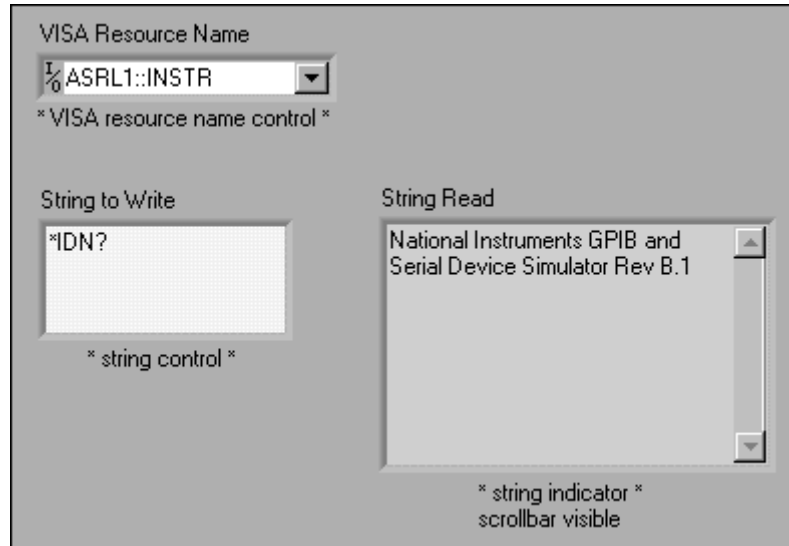 VISA Resource Name
I/O ASRL1::INSTR
* VISA resource name control *
String to Write
*IDN?
* string control *
String Read
National Instruments GPIB and
Serial Device Simulator Rev B.1
* string indicator *
scrollbar visible